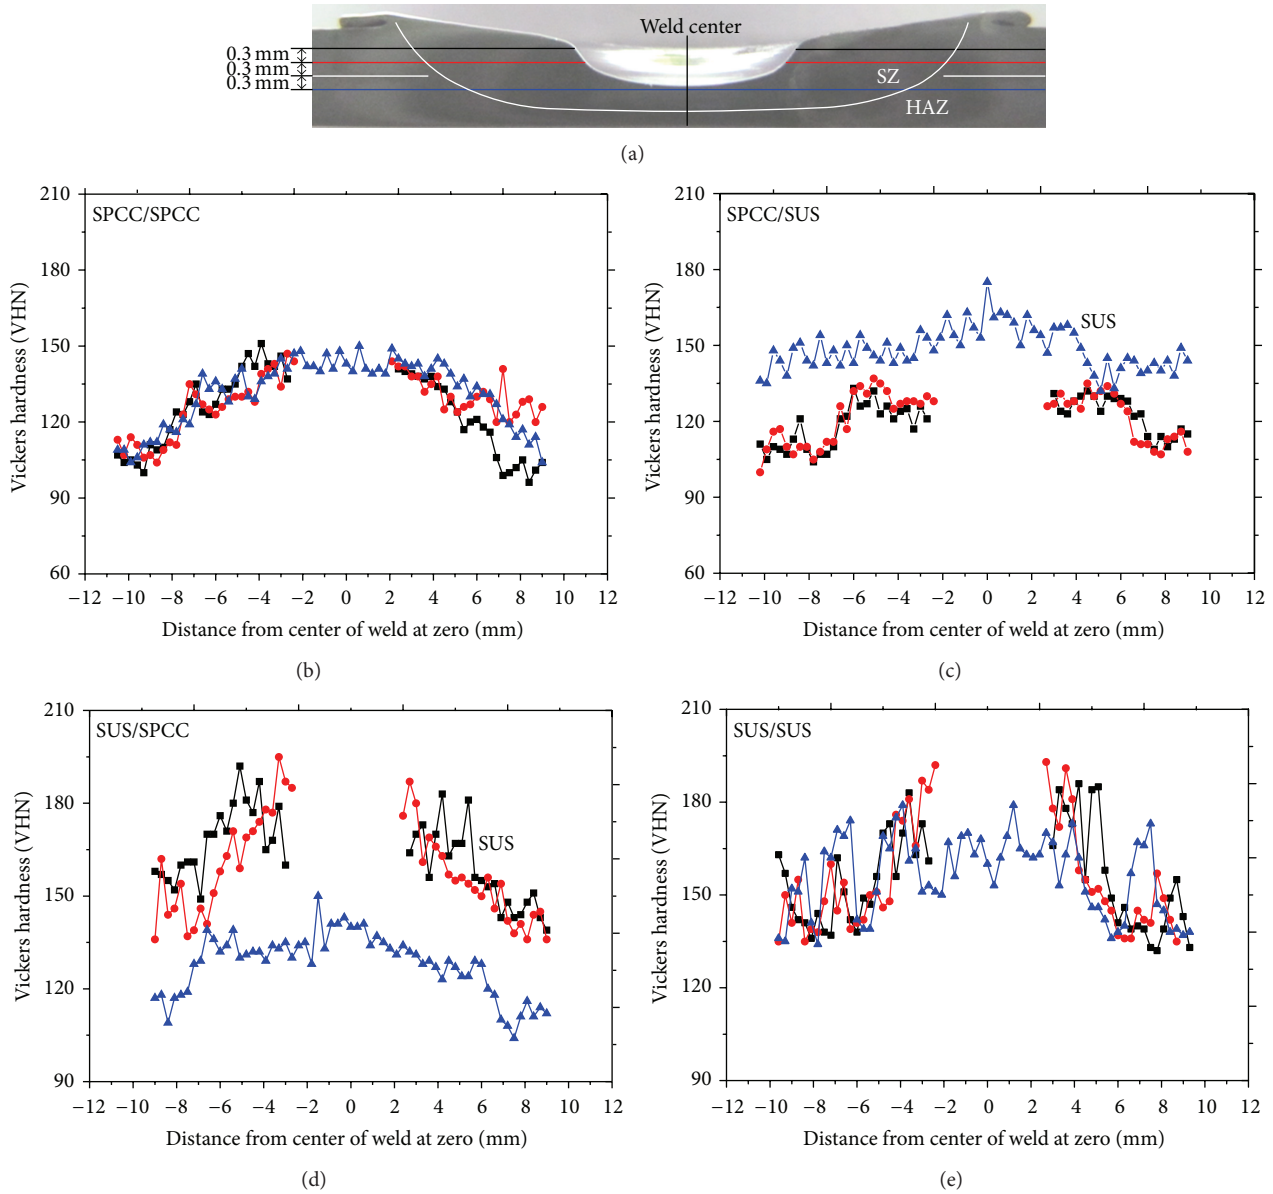 Weld center
0.3 mm
0.3 mm
0.3 mm
SZ
HAZ
(a)
210
180
150
120
90
60
SPCC/SPCC
Vickers hardness (VHN)
−12 −10 −8 −6 −4 −2 0 2 4 6 8 10 12
Distance from center of weld at zero (mm)
(b)
210
180
150
120
90
60
SPCC/SUS
SUS
Vickers hardness (VHN)
−12 −10 −8 −6 −4 −2 0 2 4 6 8 10 12
Distance from center of weld at zero (mm)
(c)
210
180
150
120
90
SUS/SPCC
SUS
Vickers hardness (VHN)
−12 −10 −8 −6 −4 −2 0 2 4 6 8 10 12
Distance from center of weld at zero (mm)
(d)
210
180
150
120
90
SUS/SUS
Vickers hardness (VHN)
−12 −10 −8 −6 −4 −2 0 2 4 6 8 10 12
Distance from center of weld at zero (mm)
(e)